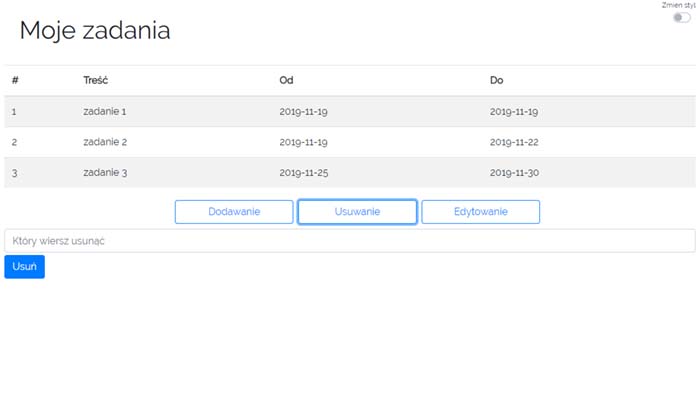 Zmień styl
Moje zadania
# Treść Od Do
1 zadanie 1 2019-11-19 2019-11-19
2 zadanie 2 2019-11-19 2019-11-22
3 zadanie 3 2019-11-25 2019-11-30
Dodawanie Usuwanie Edytowanie
Który wiersz usunąć
Usuń